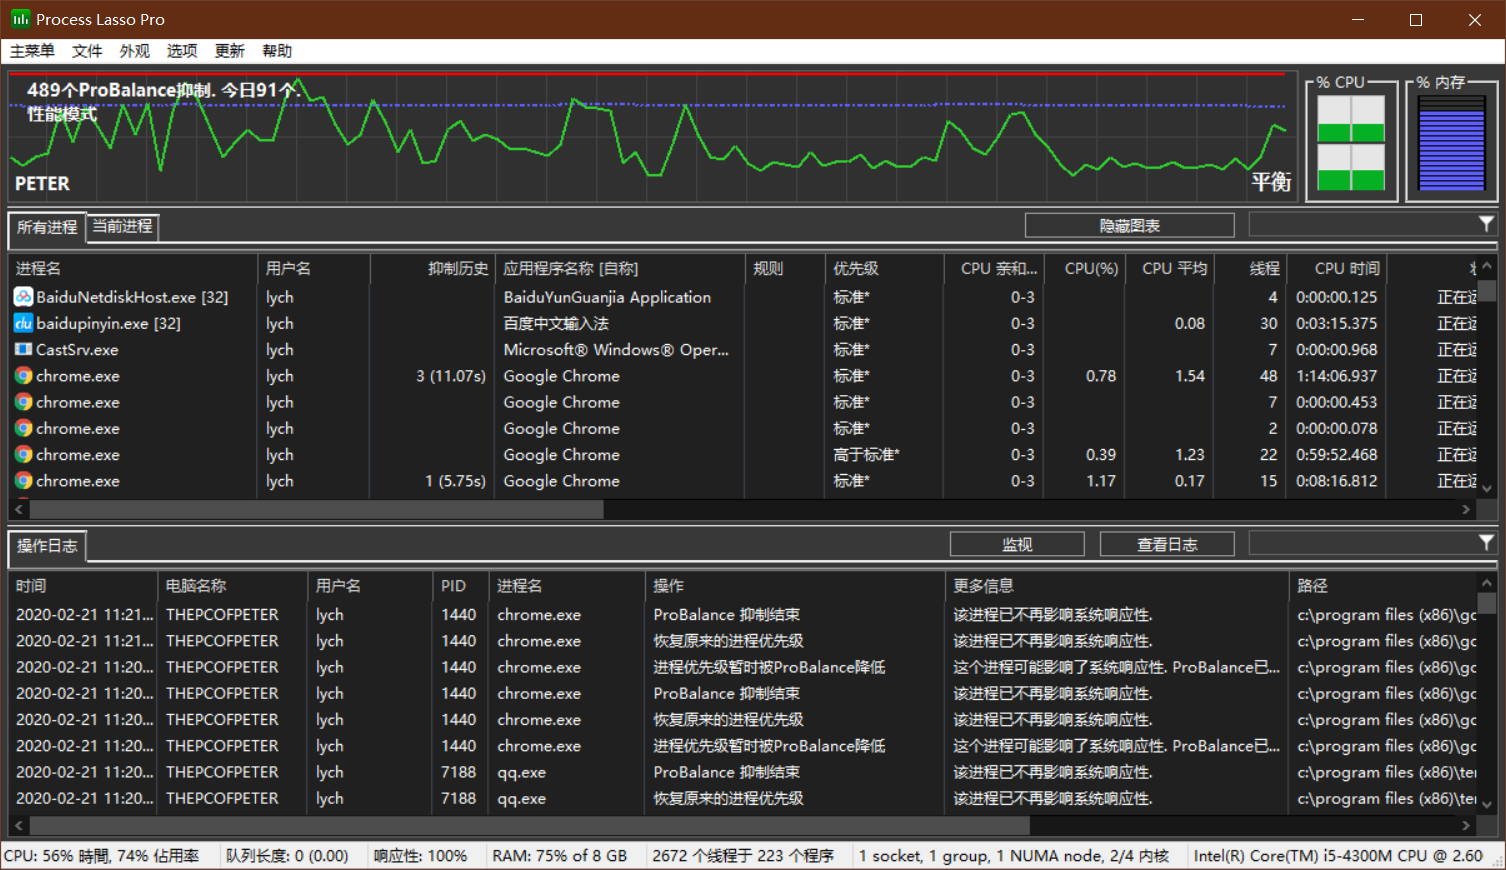 Process Lasso Pro
主菜单 文件 外观 选项 更新 帮助
489个ProBalance抑制. 今日91个.
性能模式
PETER
平衡
% CPU
% 内存
所有进程 当前进程 隐藏图表
进程名 用户名 抑制历史 应用程序名称 [自称] 规则 优先级 CPU 亲和... CPU(%) CPU 平均 线程 CPU 时间
BaiduNetdiskHost.exe [32] lych BaiduYunGuanjia Application 标准* 0-3 4 0:00:00.125 正在运
baidupinyin.exe [32] lych 百度中文输入法 标准* 0-3 0.08 30 0:03:15.375 正在运
CastSrv.exe lych Microsoft® Windows® Oper... 标准* 0-3 7 0:00:00.968 正在运
chrome.exe lych 3 (11.07s) Google Chrome 标准* 0-3 0.78 1.54 48 1:14:06.937 正在运
chrome.exe lych Google Chrome 标准* 0-3 7 0:00:00.453 正在运
chrome.exe lych Google Chrome 标准* 0-3 2 0:00:00.078 正在运
chrome.exe lych Google Chrome 高于标准* 0-3 0.39 1.23 22 0:59:52.468 正在运
chrome.exe lych 1 (5.75s) Google Chrome 标准* 0-3 1.17 0.17 15 0:08:16.812 正在运
操作日志 监视 查看日志
时间 电脑名称 用户名 PID 进程名 操作 更多信息 路径
2020-02-21 11:21... THEPCOFPETER lych 1440 chrome.exe ProBalance 抑制结束 该进程已不再影响系统响应性. c:\program files (x86)\gc
2020-02-21 11:21... THEPCOFPETER lych 1440 chrome.exe 恢复原来的进程优先级 该进程已不再影响系统响应性. c:\program files (x86)\gc
2020-02-21 11:20... THEPCOFPETER lych 1440 chrome.exe 进程优先级暂时被ProBalance降低 这个进程可能影响了系统响应性. ProBalance已... c:\program files (x86)\gc
2020-02-21 11:20... THEPCOFPETER lych 1440 chrome.exe ProBalance 抑制结束 该进程已不再影响系统响应性. c:\program files (x86)\gc
2020-02-21 11:20... THEPCOFPETER lych 1440 chrome.exe 恢复原来的进程优先级 该进程已不再影响系统响应性. c:\program files (x86)\gc
2020-02-21 11:20... THEPCOFPETER lych 1440 chrome.exe 进程优先级暂时被ProBalance降低 这个进程可能影响了系统响应性. ProBalance已... c:\program files (x86)\gc
2020-02-21 11:20... THEPCOFPETER lych 7188 qq.exe ProBalance 抑制结束 该进程已不再影响系统响应性. c:\program files (x86)\ter
2020-02-21 11:20... THEPCOFPETER lych 7188 qq.exe 恢复原来的进程优先级 该进程已不再影响系统响应性. c:\program files (x86)\ter
CPU: 56% 時間, 74% 佔用率 队列长度: 0 (0.00) 响应性: 100% RAM: 75% of 8 GB 2672 个线程于 223 个程序 1 socket, 1 group, 1 NUMA node, 2/4 内核 Intel(R) Core(TM) i5-4300M CPU @ 2.60